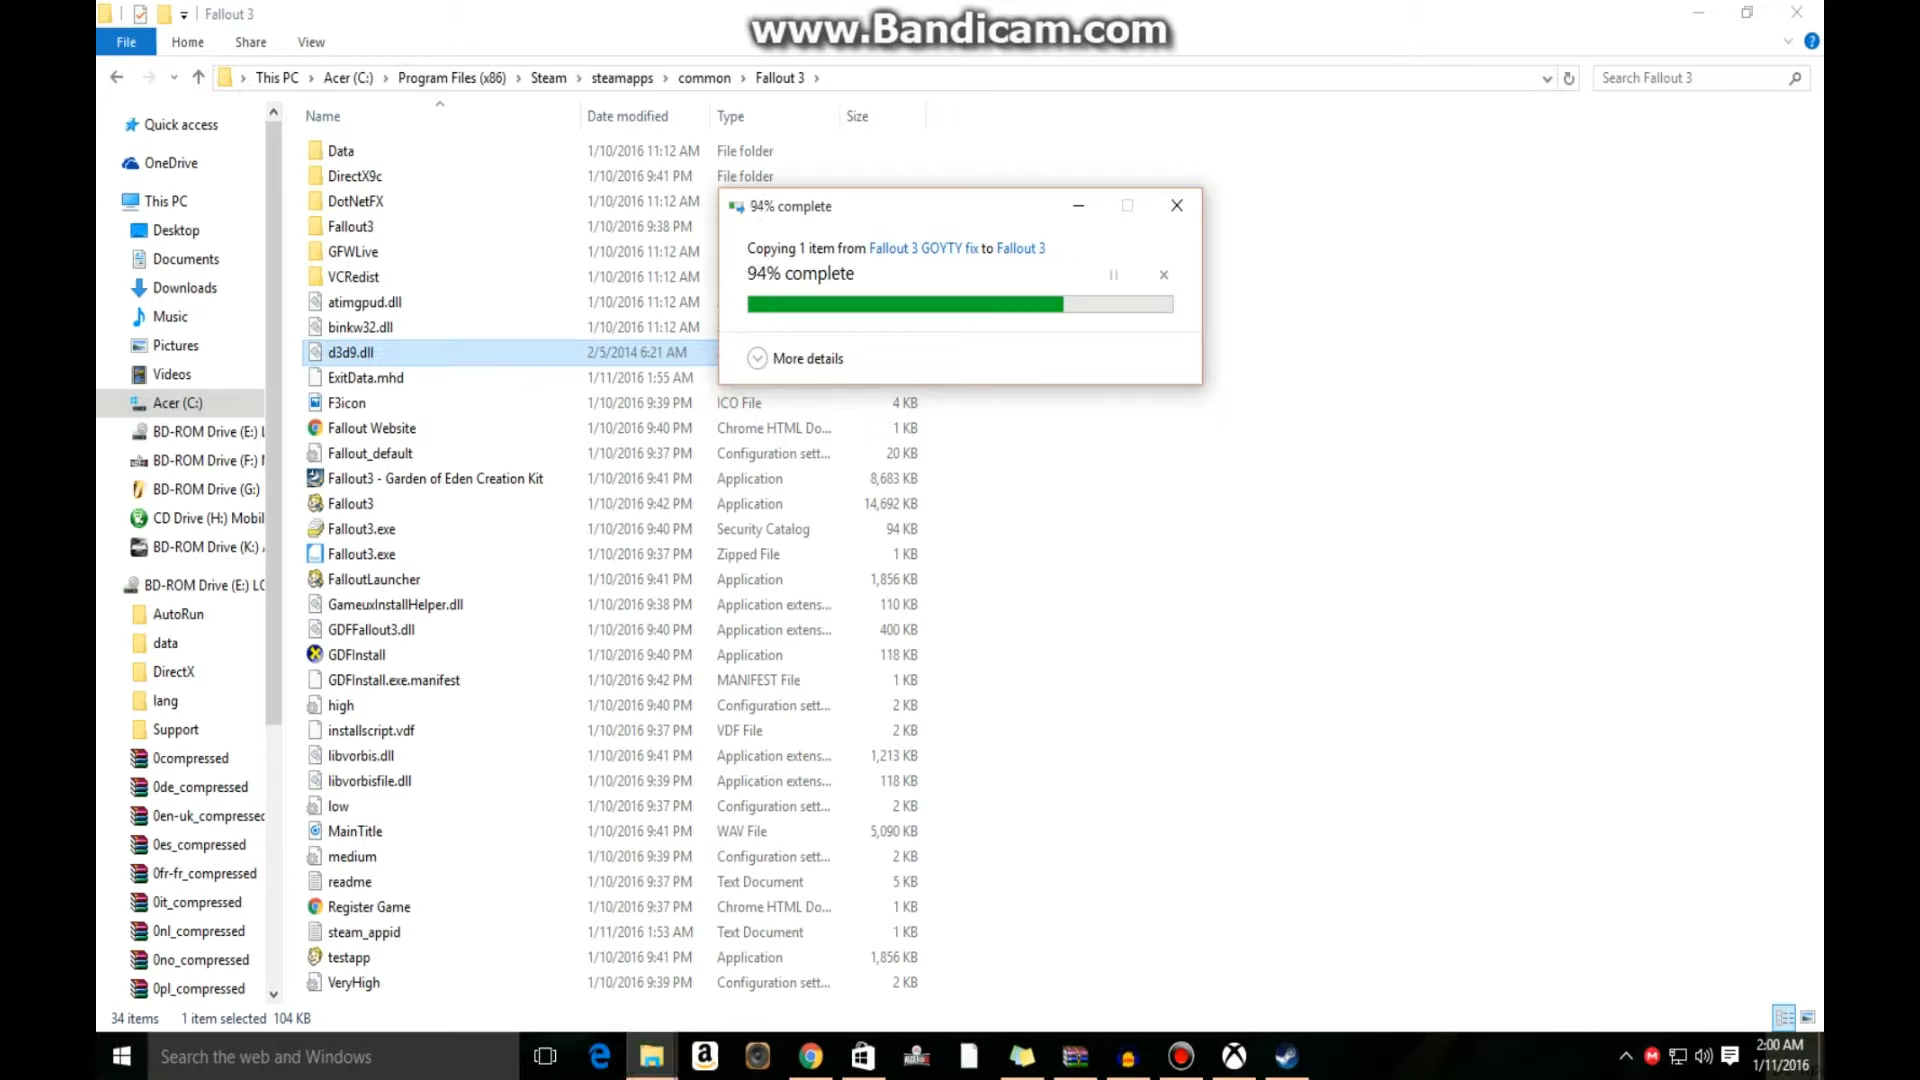 Fallout 3
www.Bandicam.com
File Home Share View
This PC Acer (C:) Program Files (x86) Steam steamapps common Fallout 3
Search Fallout 3
Name Date modified Type Size
Quick access
OneDrive
This PC
Desktop
Documents
Downloads
Music
Pictures
Videos
Acer (C:)
BD-ROM Drive (E:) L
BD-ROM Drive (F:)
BD-ROM Drive (G:)
CD Drive (H:) Mobil
BD-ROM Drive (K:)
BD-ROM Drive (E:) LO
AutoRun
data
DirectX
lang
Support
0compressed
0de_compressed
0en-uk_compressed
0es_compressed
0fr-fr_compressed
0it_compressed
0nl_compressed
0no_compressed
0pl_compressed
Data 1/10/2016 11:12 AM File folder
DirectX9c 1/10/2016 9:41 PM File folder
DotNetFX 1/10/2016 11:12 AM
Fallout3 1/10/2016 9:38 PM
GFWLive 1/10/2016 11:12 AM
VCRedist 1/10/2016 11:12 AM
atimgpud.dll 1/10/2016 11:12 AM
binkw32.dll 1/10/2016 11:12 AM
d3d9.dll 2/5/2014 6:21 AM
ExitData.mhd 1/11/2016 1:55 AM
F3icon 1/10/2016 9:39 PM ICO File 4 KB
Fallout Website 1/10/2016 9:40 PM Chrome HTML Do... 1 KB
Fallout_default 1/10/2016 9:37 PM Configuration sett... 20 KB
Fallout3 - Garden of Eden Creation Kit 1/10/2016 9:41 PM Application 8,683 KB
Fallout3 1/10/2016 9:42 PM Application 14,692 KB
Fallout3.exe 1/10/2016 9:40 PM Security Catalog 94 KB
Fallout3.exe 1/10/2016 9:37 PM Zipped File 1 KB
FalloutLauncher 1/10/2016 9:41 PM Application 1,856 KB
GameuxInstallHelper.dll 1/10/2016 9:38 PM Application extens... 110 KB
GDFFallout3.dll 1/10/2016 9:40 PM Application extens... 400 KB
GDFInstall 1/10/2016 9:40 PM Application 118 KB
GDFInstall.exe.manifest 1/10/2016 9:42 PM MANIFEST File 1 KB
high 1/10/2016 9:40 PM Configuration sett... 2 KB
installscript.vdf 1/10/2016 9:37 PM VDF File 2 KB
libvorbis.dll 1/10/2016 9:41 PM Application extens... 1,213 KB
libvorbisfile.dll 1/10/2016 9:39 PM Application extens... 118 KB
low 1/10/2016 9:37 PM Configuration sett... 2 KB
MainTitle 1/10/2016 9:41 PM WAV File 5,090 KB
medium 1/10/2016 9:39 PM Configuration sett... 2 KB
readme 1/10/2016 9:37 PM Text Document 5 KB
Register Game 1/10/2016 9:37 PM Chrome HTML Do... 1 KB
steam_appid 1/11/2016 1:53 AM Text Document 1 KB
testapp 1/10/2016 9:41 PM Application 1,856 KB
VeryHigh 1/10/2016 9:39 PM Configuration sett... 2 KB
94% complete
Copying 1 item from Fallout 3 GOYTY fix to Fallout 3
94% complete
More details
34 items 1 item selected 104 KB
Search the web and Windows
2:00 AM
1/11/2016